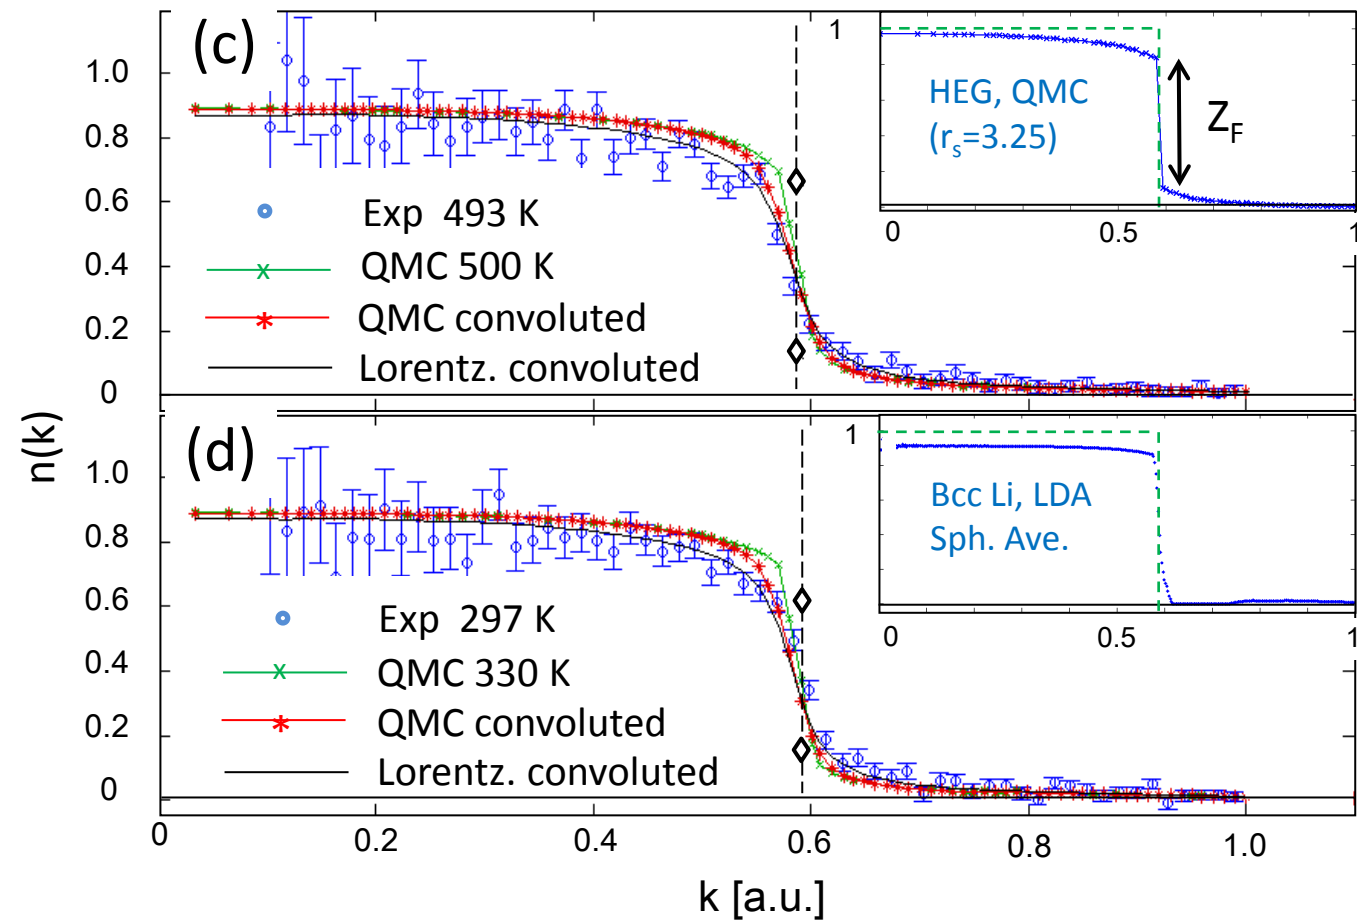 (c)
1.0
0.8
0.6
0.4
0.2
0
Exp 493 K
QMC 500 K
QMC convoluted
Lorentz. convoluted
1
HEG, QMC
(rs=3.25)
ZF
0
0.5
1
n(k)
(d)
1.0
0.8
0.6
0.4
0.2
0
Exp 297 K
QMC 330 K
QMC convoluted
Lorentz. convoluted
1
Bcc Li, LDA
Sph. Ave.
0
0.5
1
0
0.2
0.4
0.6
0.8
1.0
k [a.u.]